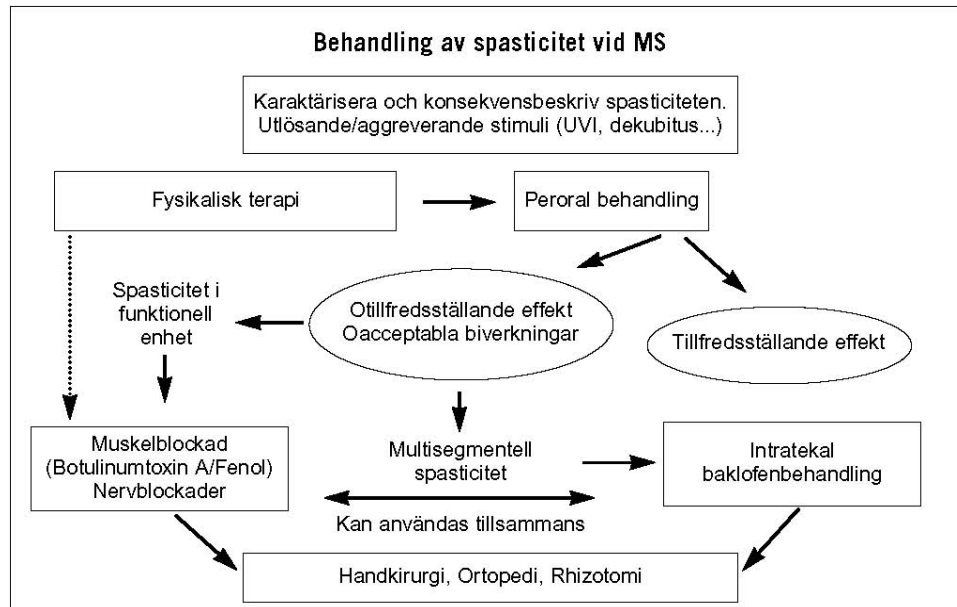 Behandling av spasticitet vid MS
Karaktärisera och konsekvensbeskriv spasticiteten.
Utlösande/aggreverande stimuli (UVI, dekubitus...)
Fysikalisk terapi
Peroral behandling
Spasticitet i
funktionell
enhet
Otillfredsställande effekt
Oacceptabla biverkningar
Tillfredsställande effekt
Muskelblockad
(Botulinumtoxin A/Fenol)
Nervblockader
Multisegmentell
spasticitet
Intratekal
baklofenbehandling
Kan användas tillsammans
Handkirurgi, Ortopedi, Rhizotomi